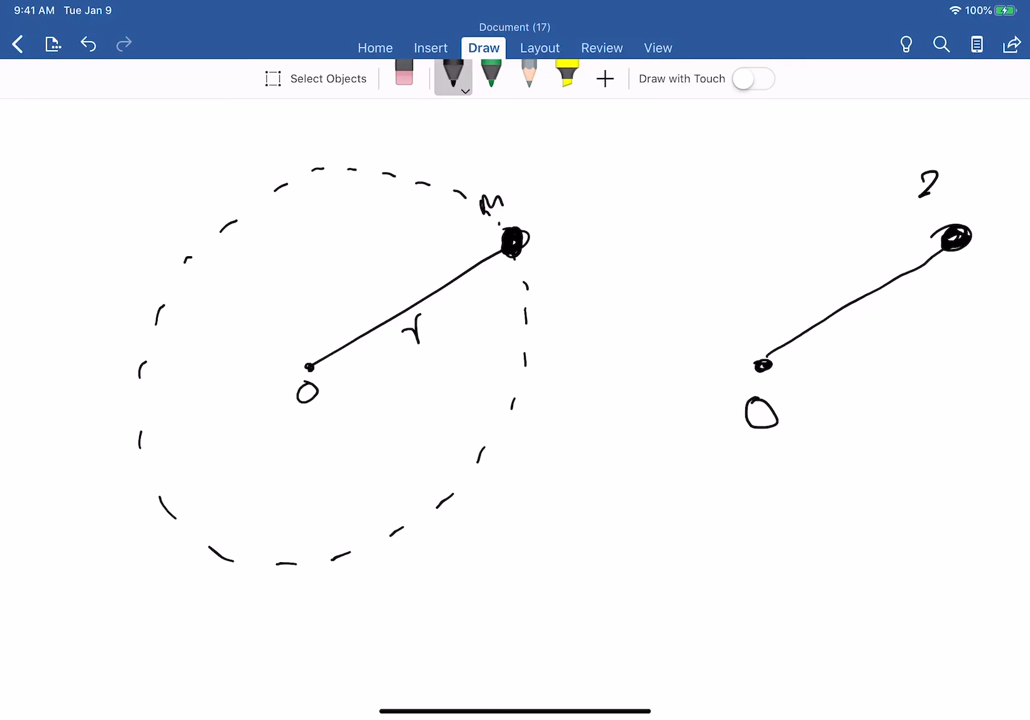 9:41 AM Tue Jan 9
100%
Document (17)
Home Insert Draw Layout Review View
Select Objects
Draw with Touch
m
r
O
2
O